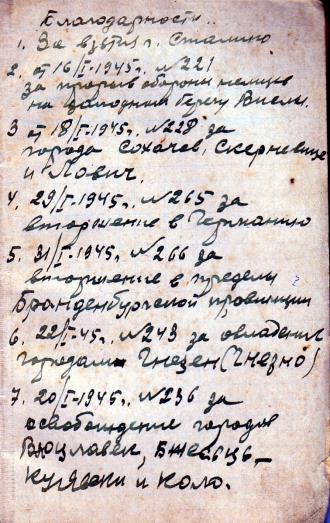 Благодарности..
1. За взятия г. Сталино
2. от 16/I-1945г. №221
за прорыв обороны немцев
на западном берегу Вислы.
3 от 18/I-1945г. №228 за
города Сохачев, Скерневице
и Лович.
4. 29/I-1945г. №265 за
вторжение в Германию
5. 31/I-1945г. №266 за
вторжение в пределы
Бранденбургской провинции
6. 22/I-45г. №243 за овладение
городами Гнезен (Гнезно)
7. 20/I-1945г. №236 за
освобождение городов
Влоцлавек, Бжесць-
Куявски и Коло.